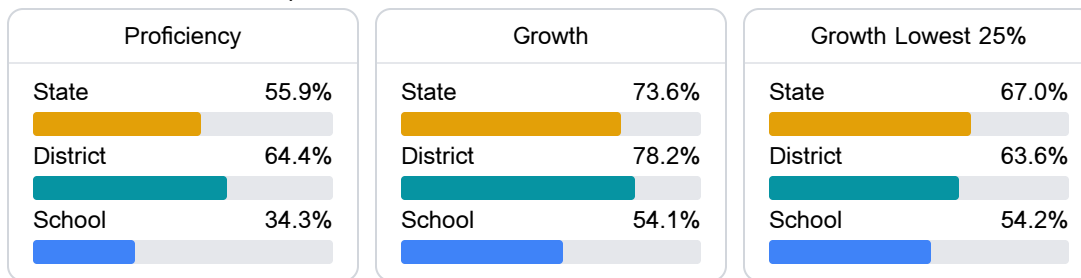 Proficiency
State 55.9%
District 64.4%
School 34.3%
Growth
State 73.6%
District 78.2%
School 54.1%
Growth Lowest 25%
State 67.0%
District 63.6%
School 54.2%